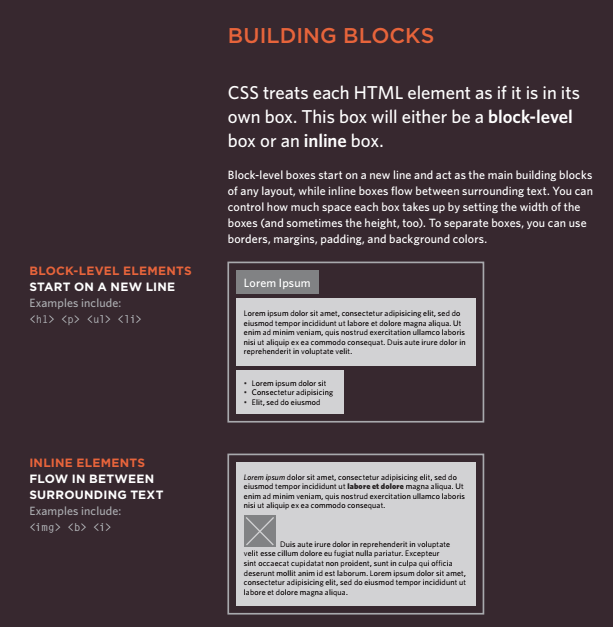 BUILDING BLOCKS
CSS treats each HTML element as if it is in its
own box. This box will either be a block-level
box or an inline box.
Block-level boxes start on a new line and act as the main building blocks
of any layout, while inline boxes flow between surrounding text. You can
control how much space each box takes up by setting the width of the
boxes (and sometimes the height, too). To separate boxes, you can use
borders, margins, padding, and background colors.
BLOCK-LEVEL ELEMENTS
START ON A NEW LINE
Examples include:
<h1> <p> <ul> <li>
Lorem Ipsum
Lorem ipsum dolor sit amet, consectetur adipisicing elit, sed do
eiusmod tempor incididunt ut labore et dolore magna aliqua. Ut
enim ad minim veniam, quis nostrud exercitation ullamco laboris
nisi ut aliquip ex ea commodo consequat. Duis aute irure dolor in
reprehenderit in voluptate velit.
• Lorem ipsum dolor sit
• Consectetur adipisicing
• Elit, sed do eiusmod
INLINE ELEMENTS
FLOW IN BETWEEN
SURROUNDING TEXT
Examples include:
<img> <b> <i>
Lorem ipsum dolor sit amet, consectetur adipisicing elit, sed do
eiusmod tempor incididunt ut labore et dolore magna aliqua. Ut
enim ad minim veniam, quis nostrud exercitation ullamco laboris
nisi ut aliquip ex ea commodo consequat.
Duis aute irure dolor in reprehenderit in voluptate
velit esse cillum dolore eu fugiat nulla pariatur. Excepteur
sint occaecat cupidatat non proident, sunt in culpa qui officia
deserunt mollit anim id est laborum. Lorem ipsum dolor sit amet,
consectetur adipisicing elit, sed do eiusmod tempor incididunt ut
labore et dolore magna aliqua.